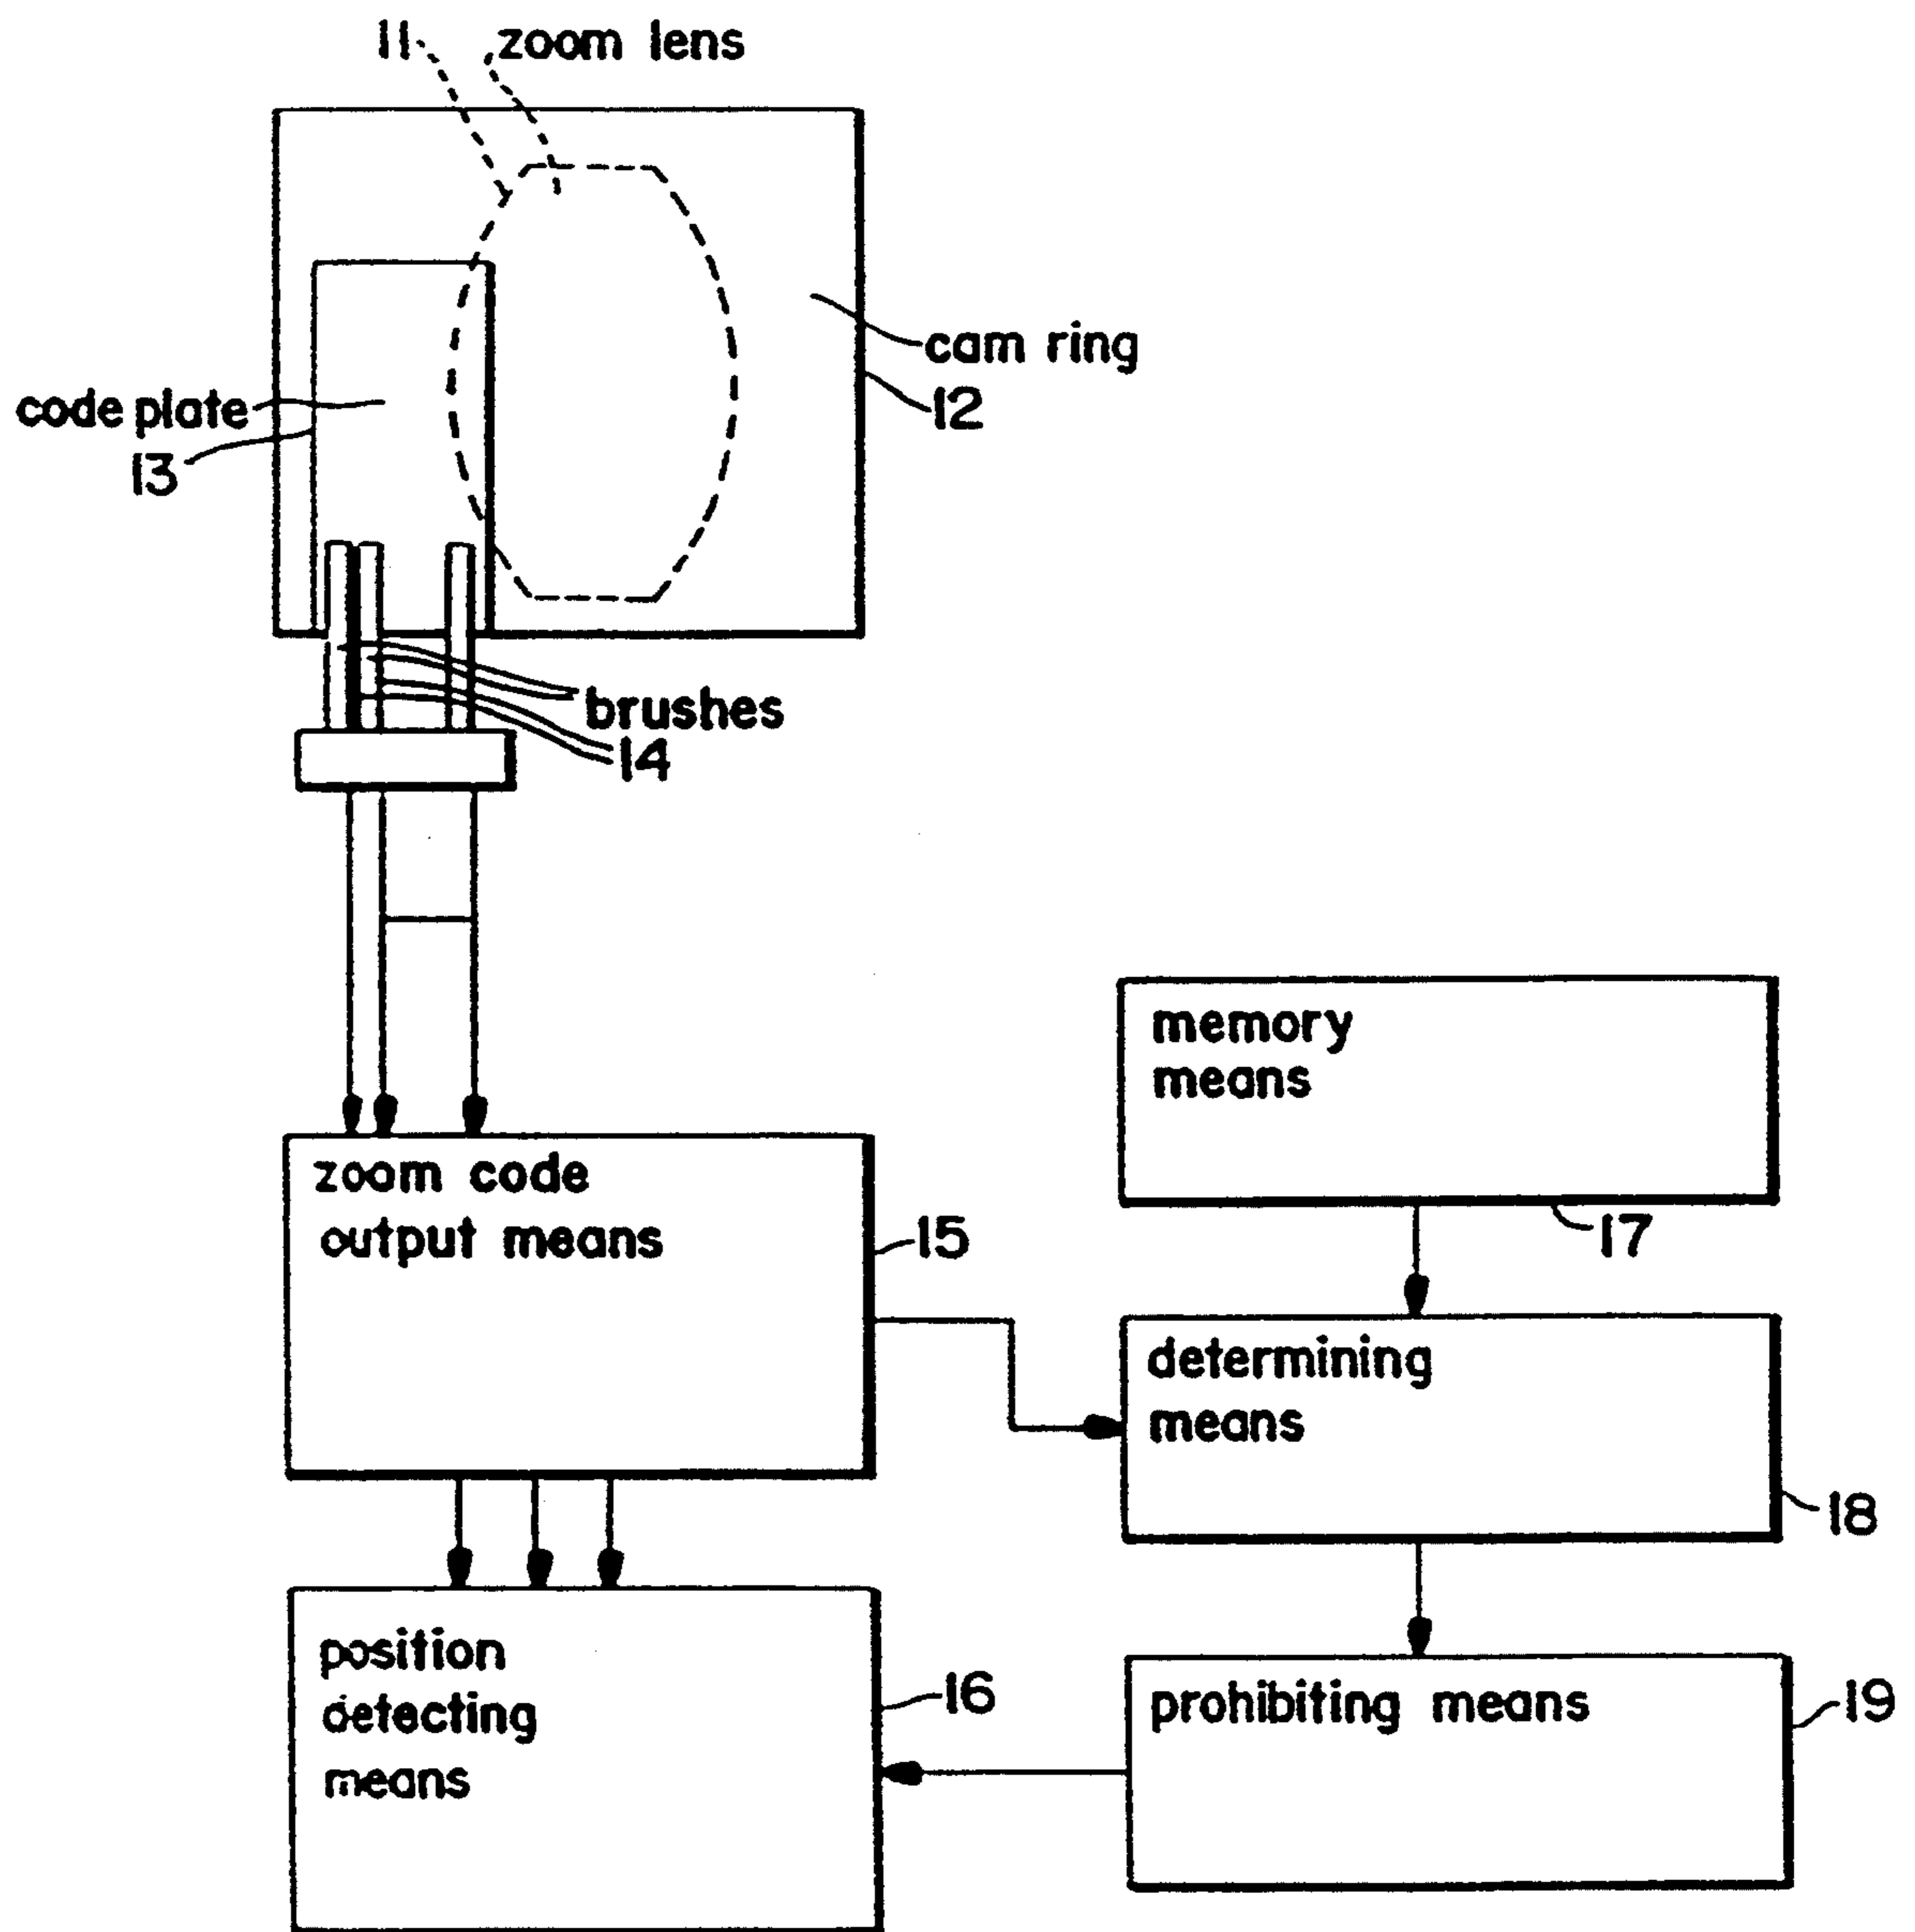 11 zoom lens
cam ring
12
code plate
13
brushes
14
zoom code
output means
15
memory
means
17
determining
means
18
position
detecting
means
16
prohibiting means
19